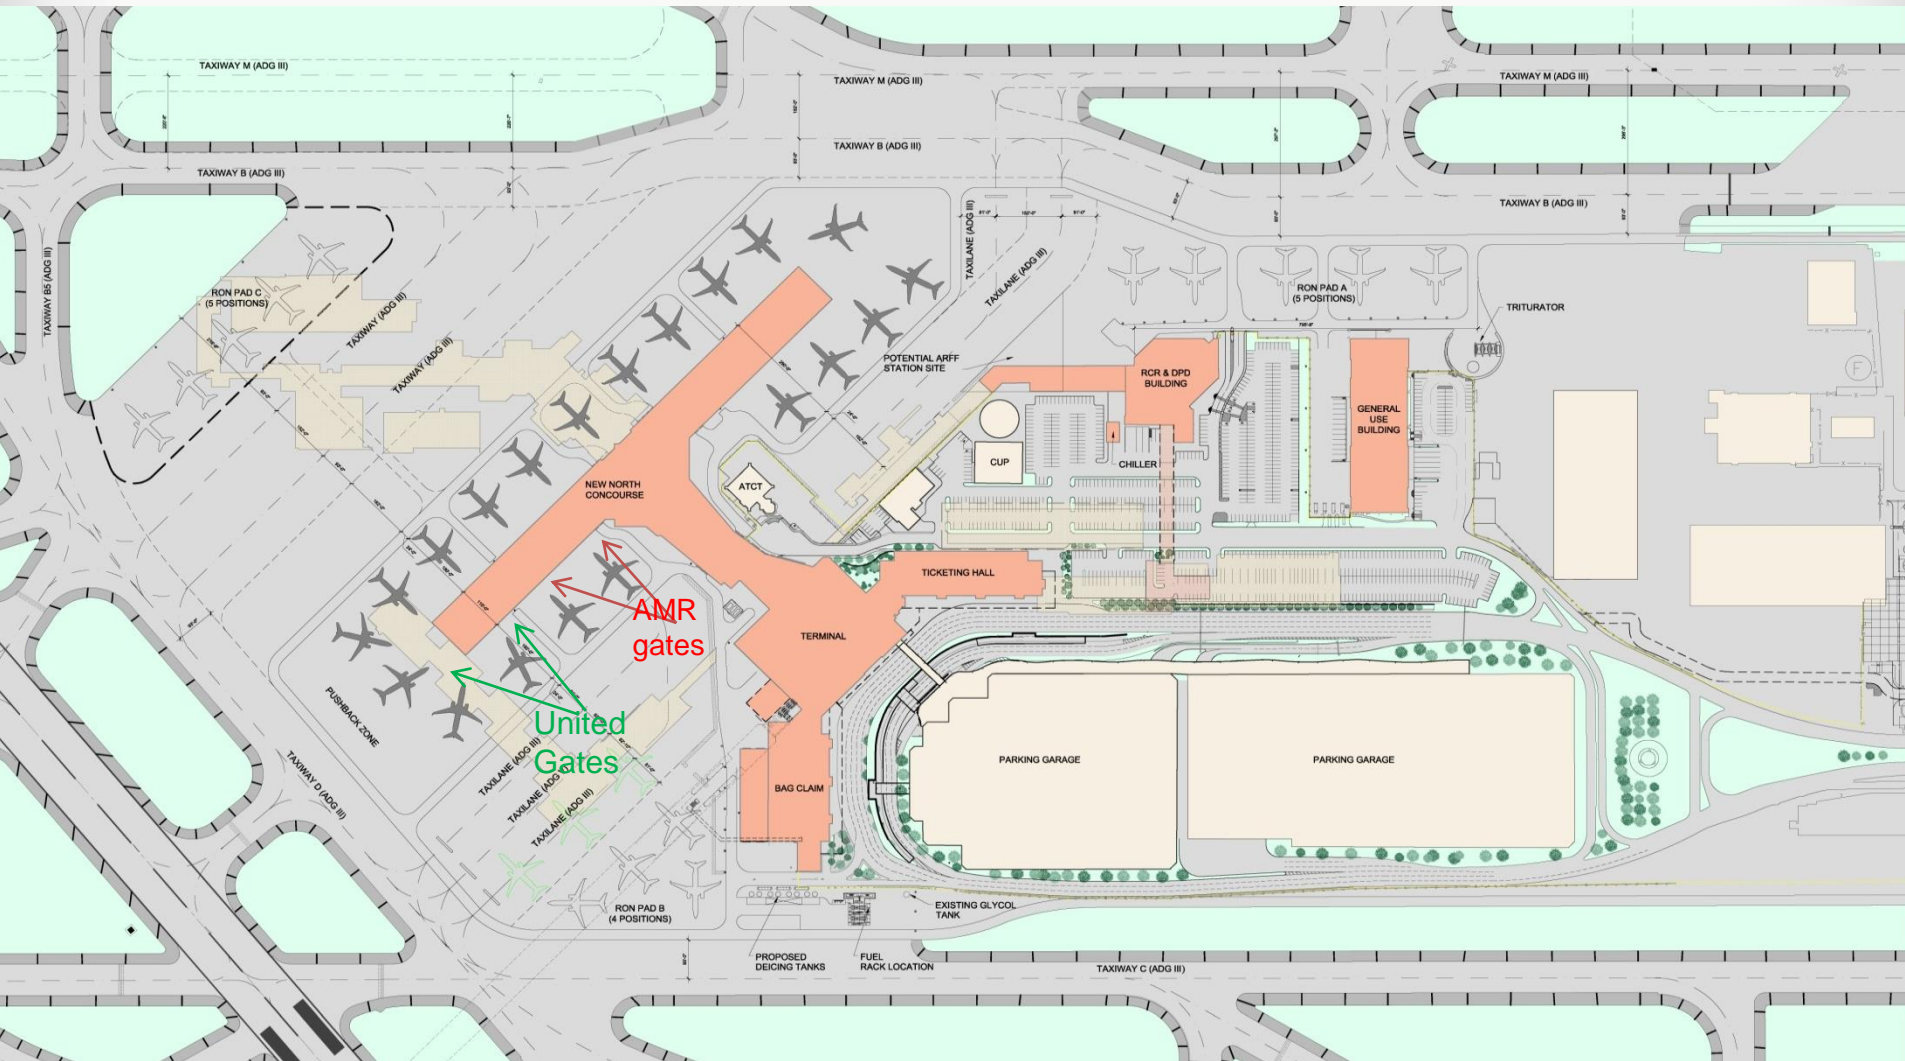 TAXIWAY M (ADG III)
TAXIWAY M (ADG III)
TAXIWAY M (ADG III)
TAXIWAY B (ADG III)
TAXIWAY B (ADG III)
TAXIWAY B (ADG III)
TAXIWAY B5 (ADG III)
RON PAD C
(5 POSITIONS)
TAXIWAY (ADG III)
TAXIWAY (ADG III)
TAXILANE (ADG III)
TAXILANE (ADG III)
RON PAD A
(5 POSITIONS)
TRITURATOR
POTENTIAL ARFF
STATION SITE
RCR & DPD
BUILDING
GENERAL
USE
BUILDING
F
CUP
CHILLER
ATCT
NEW NORTH
CONCOURSE
TICKETING HALL
AMR
gates
TERMINAL
United
Gates
PUSHBACK ZONE
TAXIWAY D (ADG III)
TAXILANE (ADG III)
TAXILANE (ADG
TAXILANE (ADG III)
BAG CLAIM
PARKING GARAGE
PARKING GARAGE
RON PAD B
(4 POSITIONS)
EXISTING GLYCOL
TANK
PROPOSED
DEICING TANKS
FUEL
RACK LOCATION
TAXIWAY C (ADG III)